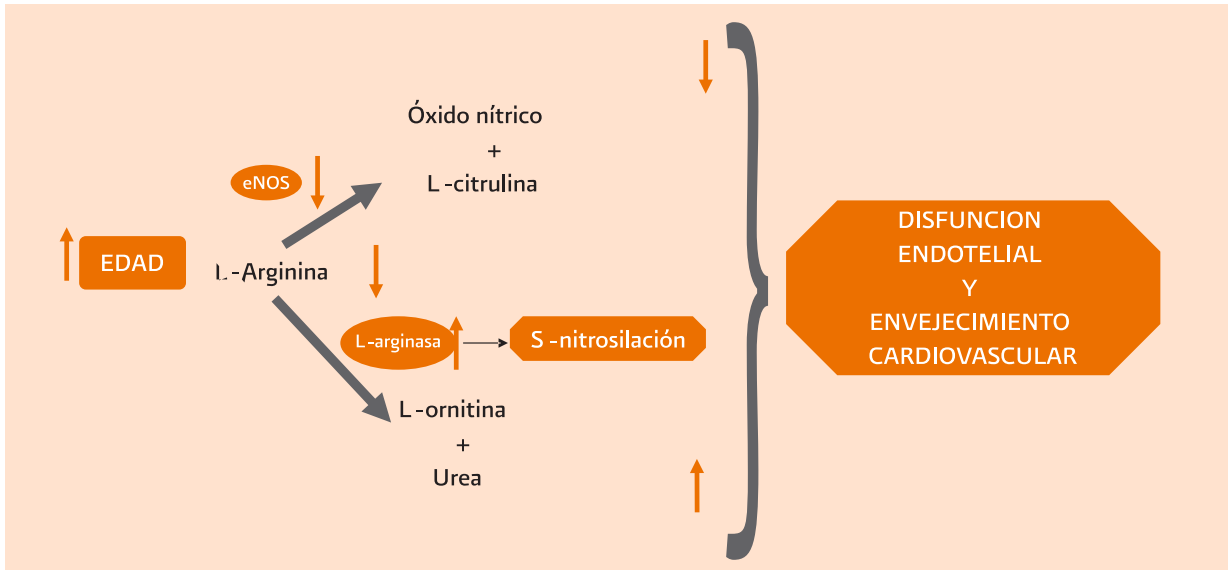 Óxido nítrico
+
L-citrulina
eNOS
EDAD
L-Arginina
L-arginasa
S-nitrosilación
L-ornitina
+
Urea
DISFUNCION
ENDOTELIAL
Y
ENVEJECIMIENTO
CARDIOVASCULAR